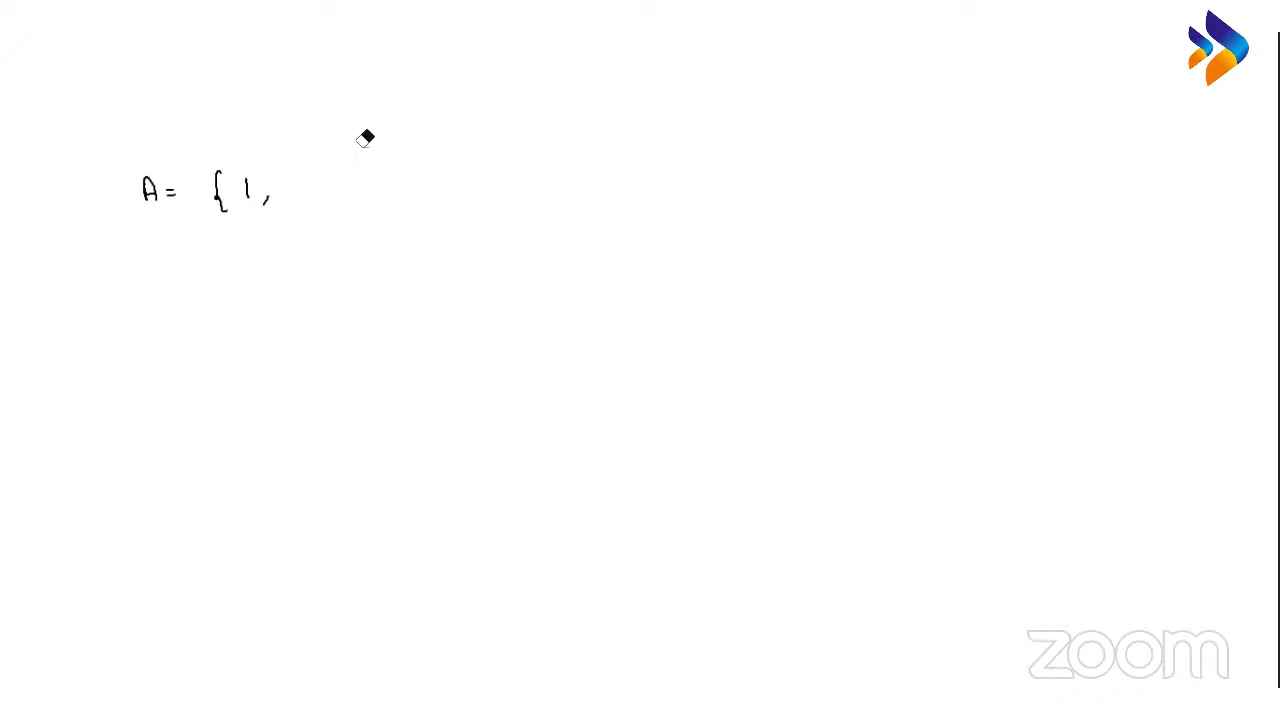 A = { 1 ,
zoom